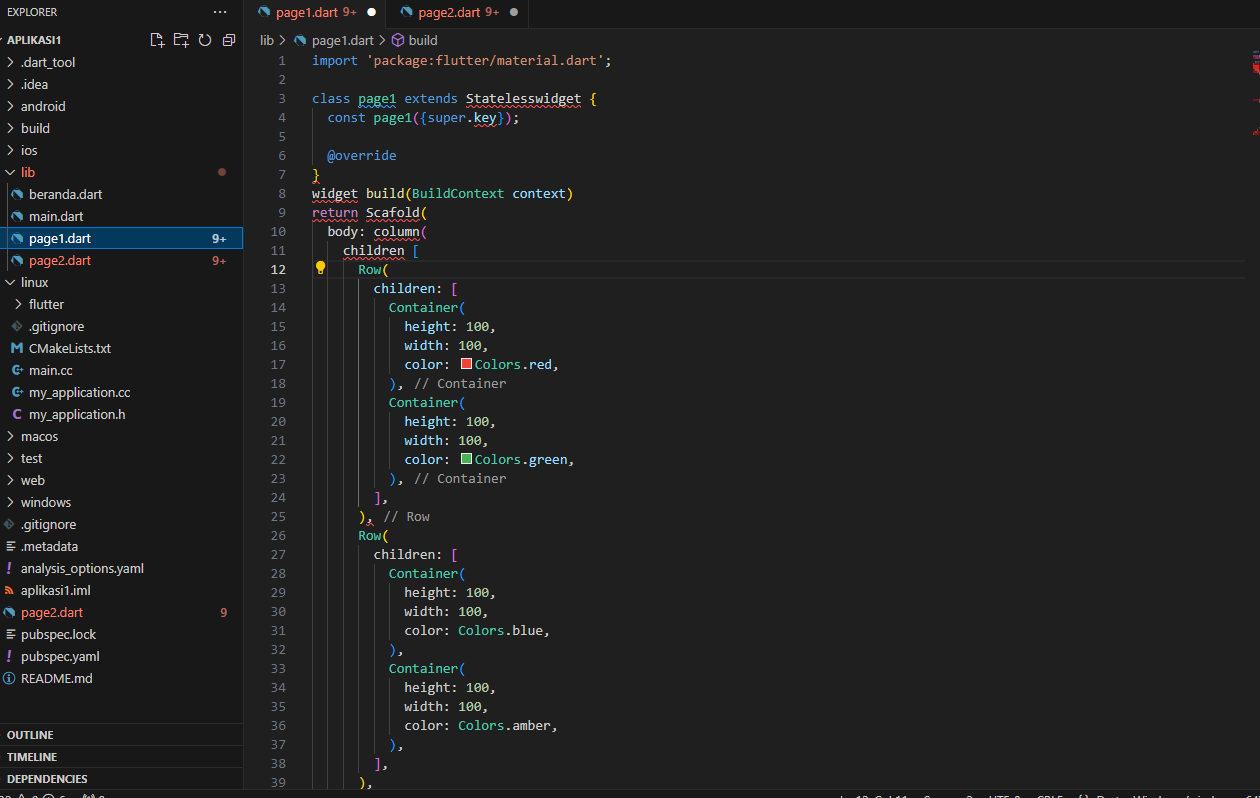 EXPLORER ...
APLIKASI1
.dart_tool
.idea
android
build
ios
lib
beranda.dart
main.dart
page1.dart 9+
page2.dart 9+
linux
flutter
.gitignore
CMakeLists.txt
main.cc
my_application.cc
my_application.h
macos
test
web
windows
.gitignore
.metadata
analysis_options.yaml
aplikasi1.iml
page2.dart 9
pubspec.lock
pubspec.yaml
README.md
OUTLINE
TIMELINE
DEPENDENCIES
page1.dart 9+ page2.dart 9+
lib > page1.dart > build
1 import 'package:flutter/material.dart';
2
3 class page1 extends Statelesswidget {
4 const page1({super.key});
5
6 @override
7 }
8 widget build(BuildContext context)
9 return Scafold(
10 body: column(
11 children [
12 Row(
13 children: [
14 Container(
15 height: 100,
16 width: 100,
17 color: Colors.red,
18 ), // Container
19 Container(
20 height: 100,
21 width: 100,
22 color: Colors.green,
23 ), // Container
24 ],
25 ), // Row
26 Row(
27 children: [
28 Container(
29 height: 100,
30 width: 100,
31 color: Colors.blue,
32 ),
33 Container(
34 height: 100,
35 width: 100,
36 color: Colors.amber,
37 ),
38 ],
39 ),